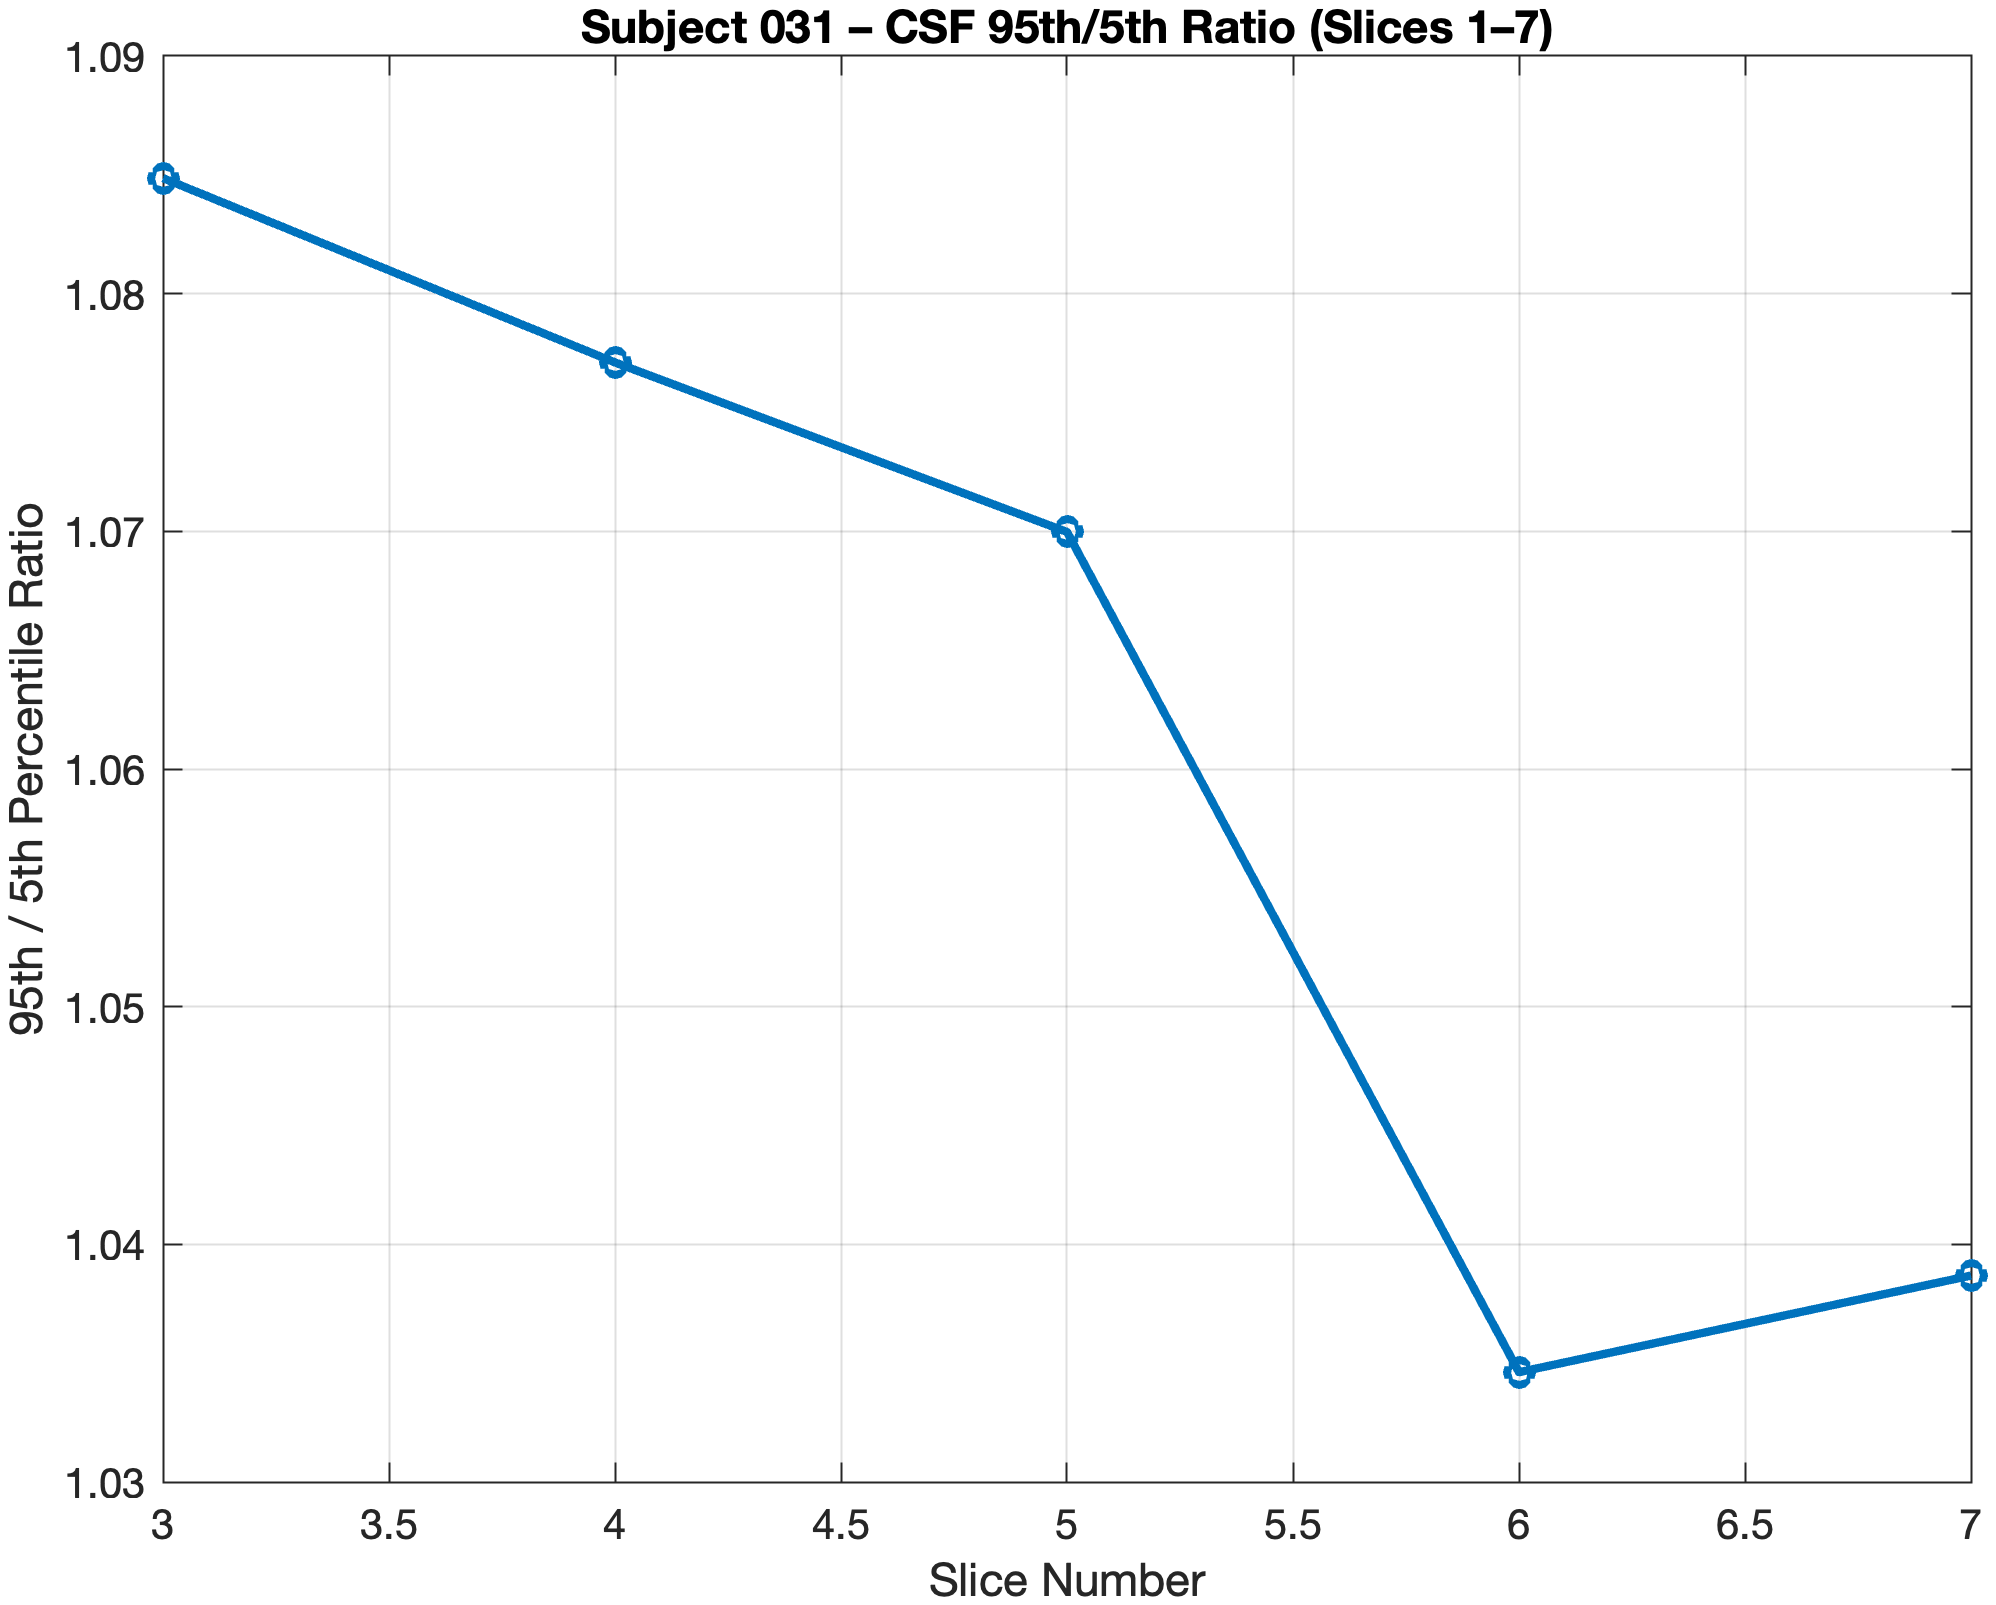 Subject 031 – CSF 95th/5th Ratio (Slices 1–7)
95th / 5th Percentile Ratio
1.09
1.08
1.07
1.06
1.05
1.04
1.03
3 3.5 4 4.5 5 5.5 6 6.5 7
Slice Number